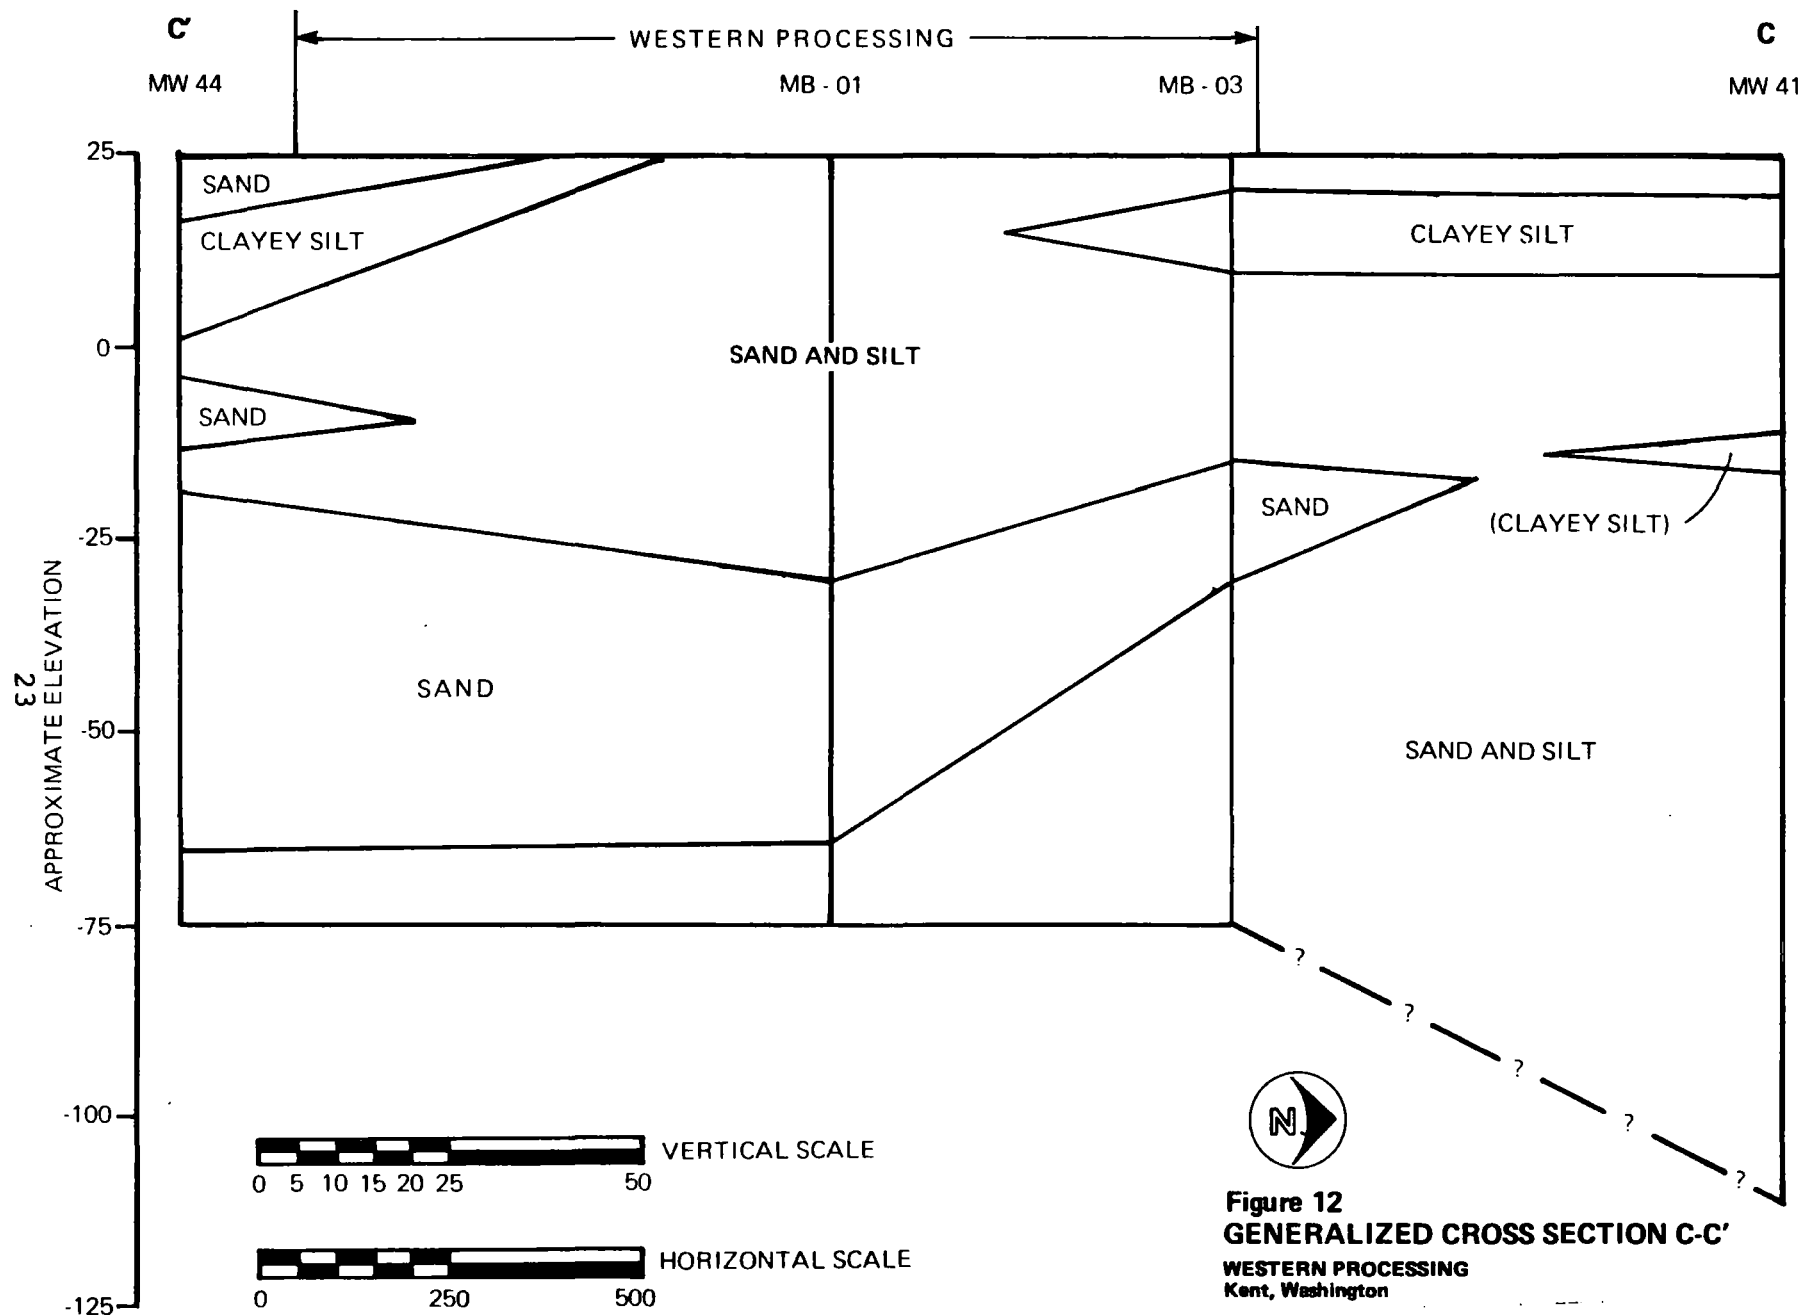 C'
WESTERN PROCESSING
C
MW 44
MB - 01
MB - 03
MW 41
25
SAND
CLAYEY SILT
CLAYEY SILT
0
SAND AND SILT
SAND
SAND
(CLAYEY SILT)
-25
SAND
-50
SAND AND SILT
-75
?
?
?
?
?
-100
-125
APPROXIMATE ELEVATION
23
VERTICAL SCALE
0 5 10 15 20 25 50
HORIZONTAL SCALE
0 250 500
N
Figure 12
GENERALIZED CROSS SECTION C-C'
WESTERN PROCESSING
Kent, Washington